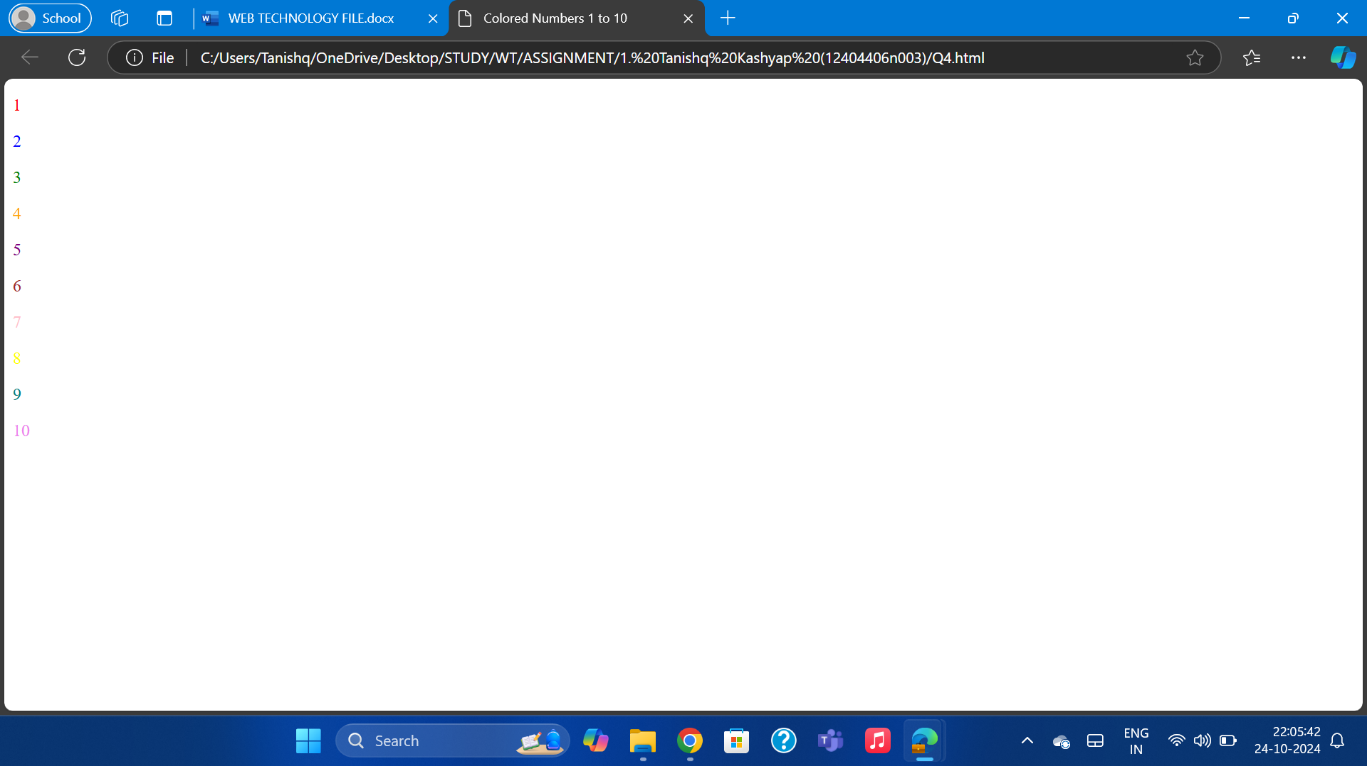 School
WEB TECHNOLOGY FILE.docx
Colored Numbers 1 to 10
File
C:/Users/Tanishq/OneDrive/Desktop/STUDY/WT/ASSIGNMENT/1.%20Tanishq%20Kashyap%20(12404406n003)/Q4.html
1
2
3
4
5
6
7
8
9
10
Search
ENG
IN
22:05:42
24-10-2024